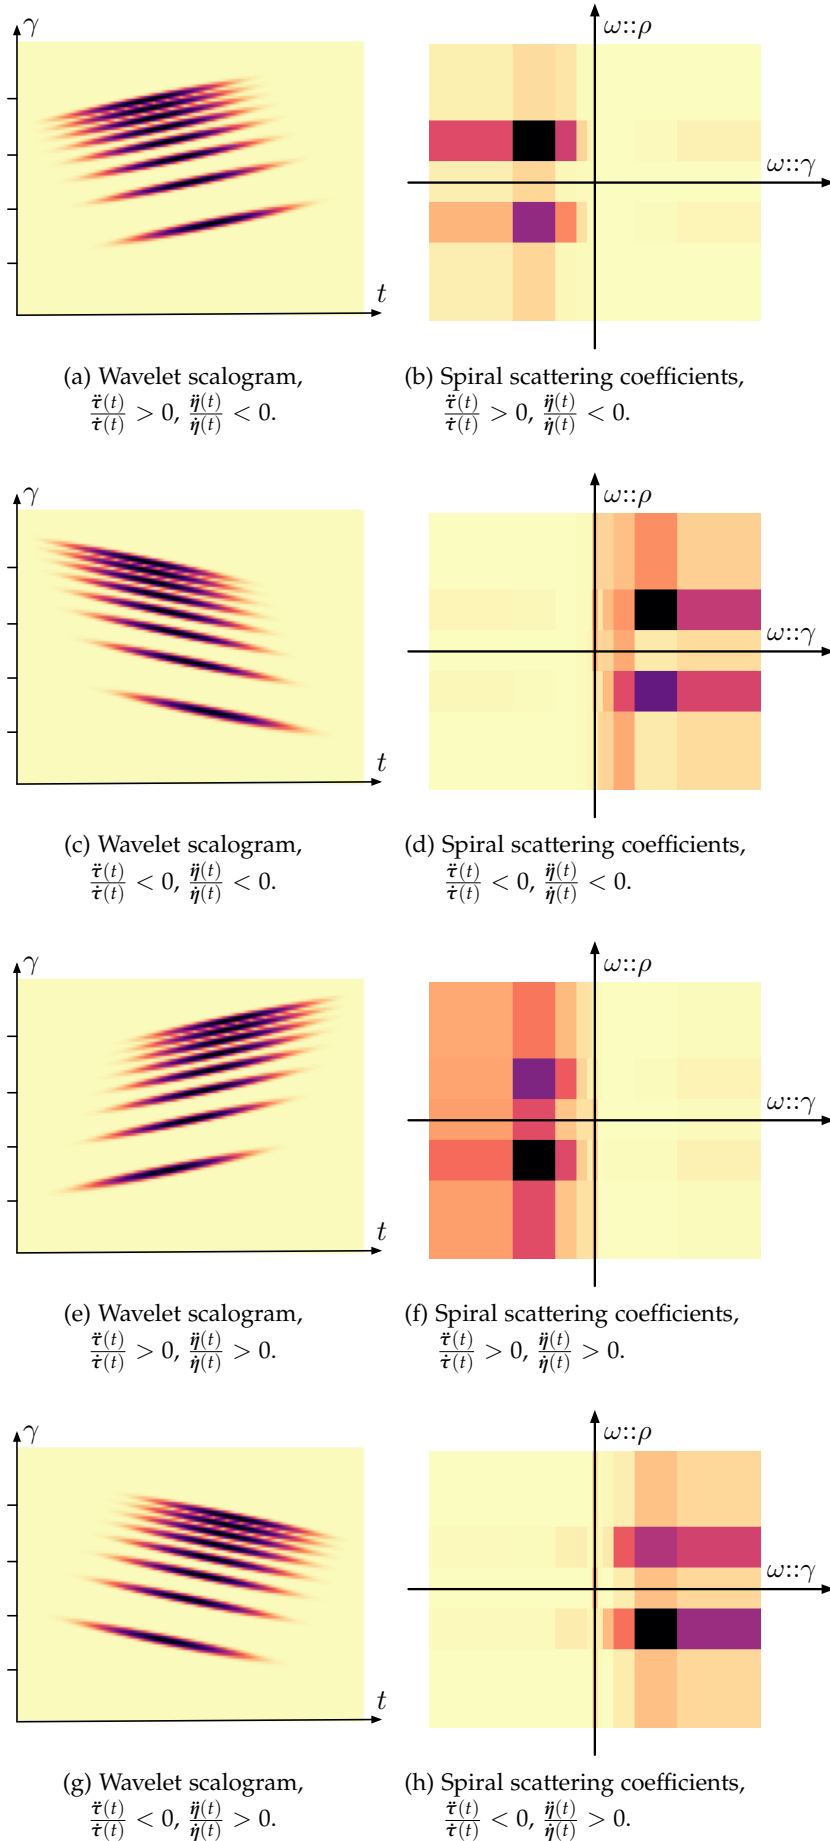 γ
ω::ρ
ω::γ
t
(a) Wavelet scalogram,
τ̈(t)/τ̇(t) > 0, η̈(t)/η̇(t) < 0.
(b) Spiral scattering coefficients,
τ̈(t)/τ̇(t) > 0, η̈(t)/η̇(t) < 0.
γ
ω::ρ
ω::γ
t
(c) Wavelet scalogram,
τ̈(t)/τ̇(t) < 0, η̈(t)/η̇(t) < 0.
(d) Spiral scattering coefficients,
τ̈(t)/τ̇(t) < 0, η̈(t)/η̇(t) < 0.
γ
ω::ρ
ω::γ
t
(e) Wavelet scalogram,
τ̈(t)/τ̇(t) > 0, η̈(t)/η̇(t) > 0.
(f) Spiral scattering coefficients,
τ̈(t)/τ̇(t) > 0, η̈(t)/η̇(t) > 0.
γ
ω::ρ
ω::γ
t
(g) Wavelet scalogram,
τ̈(t)/τ̇(t) < 0, η̈(t)/η̇(t) > 0.
(h) Spiral scattering coefficients,
τ̈(t)/τ̇(t) < 0, η̈(t)/η̇(t) > 0.